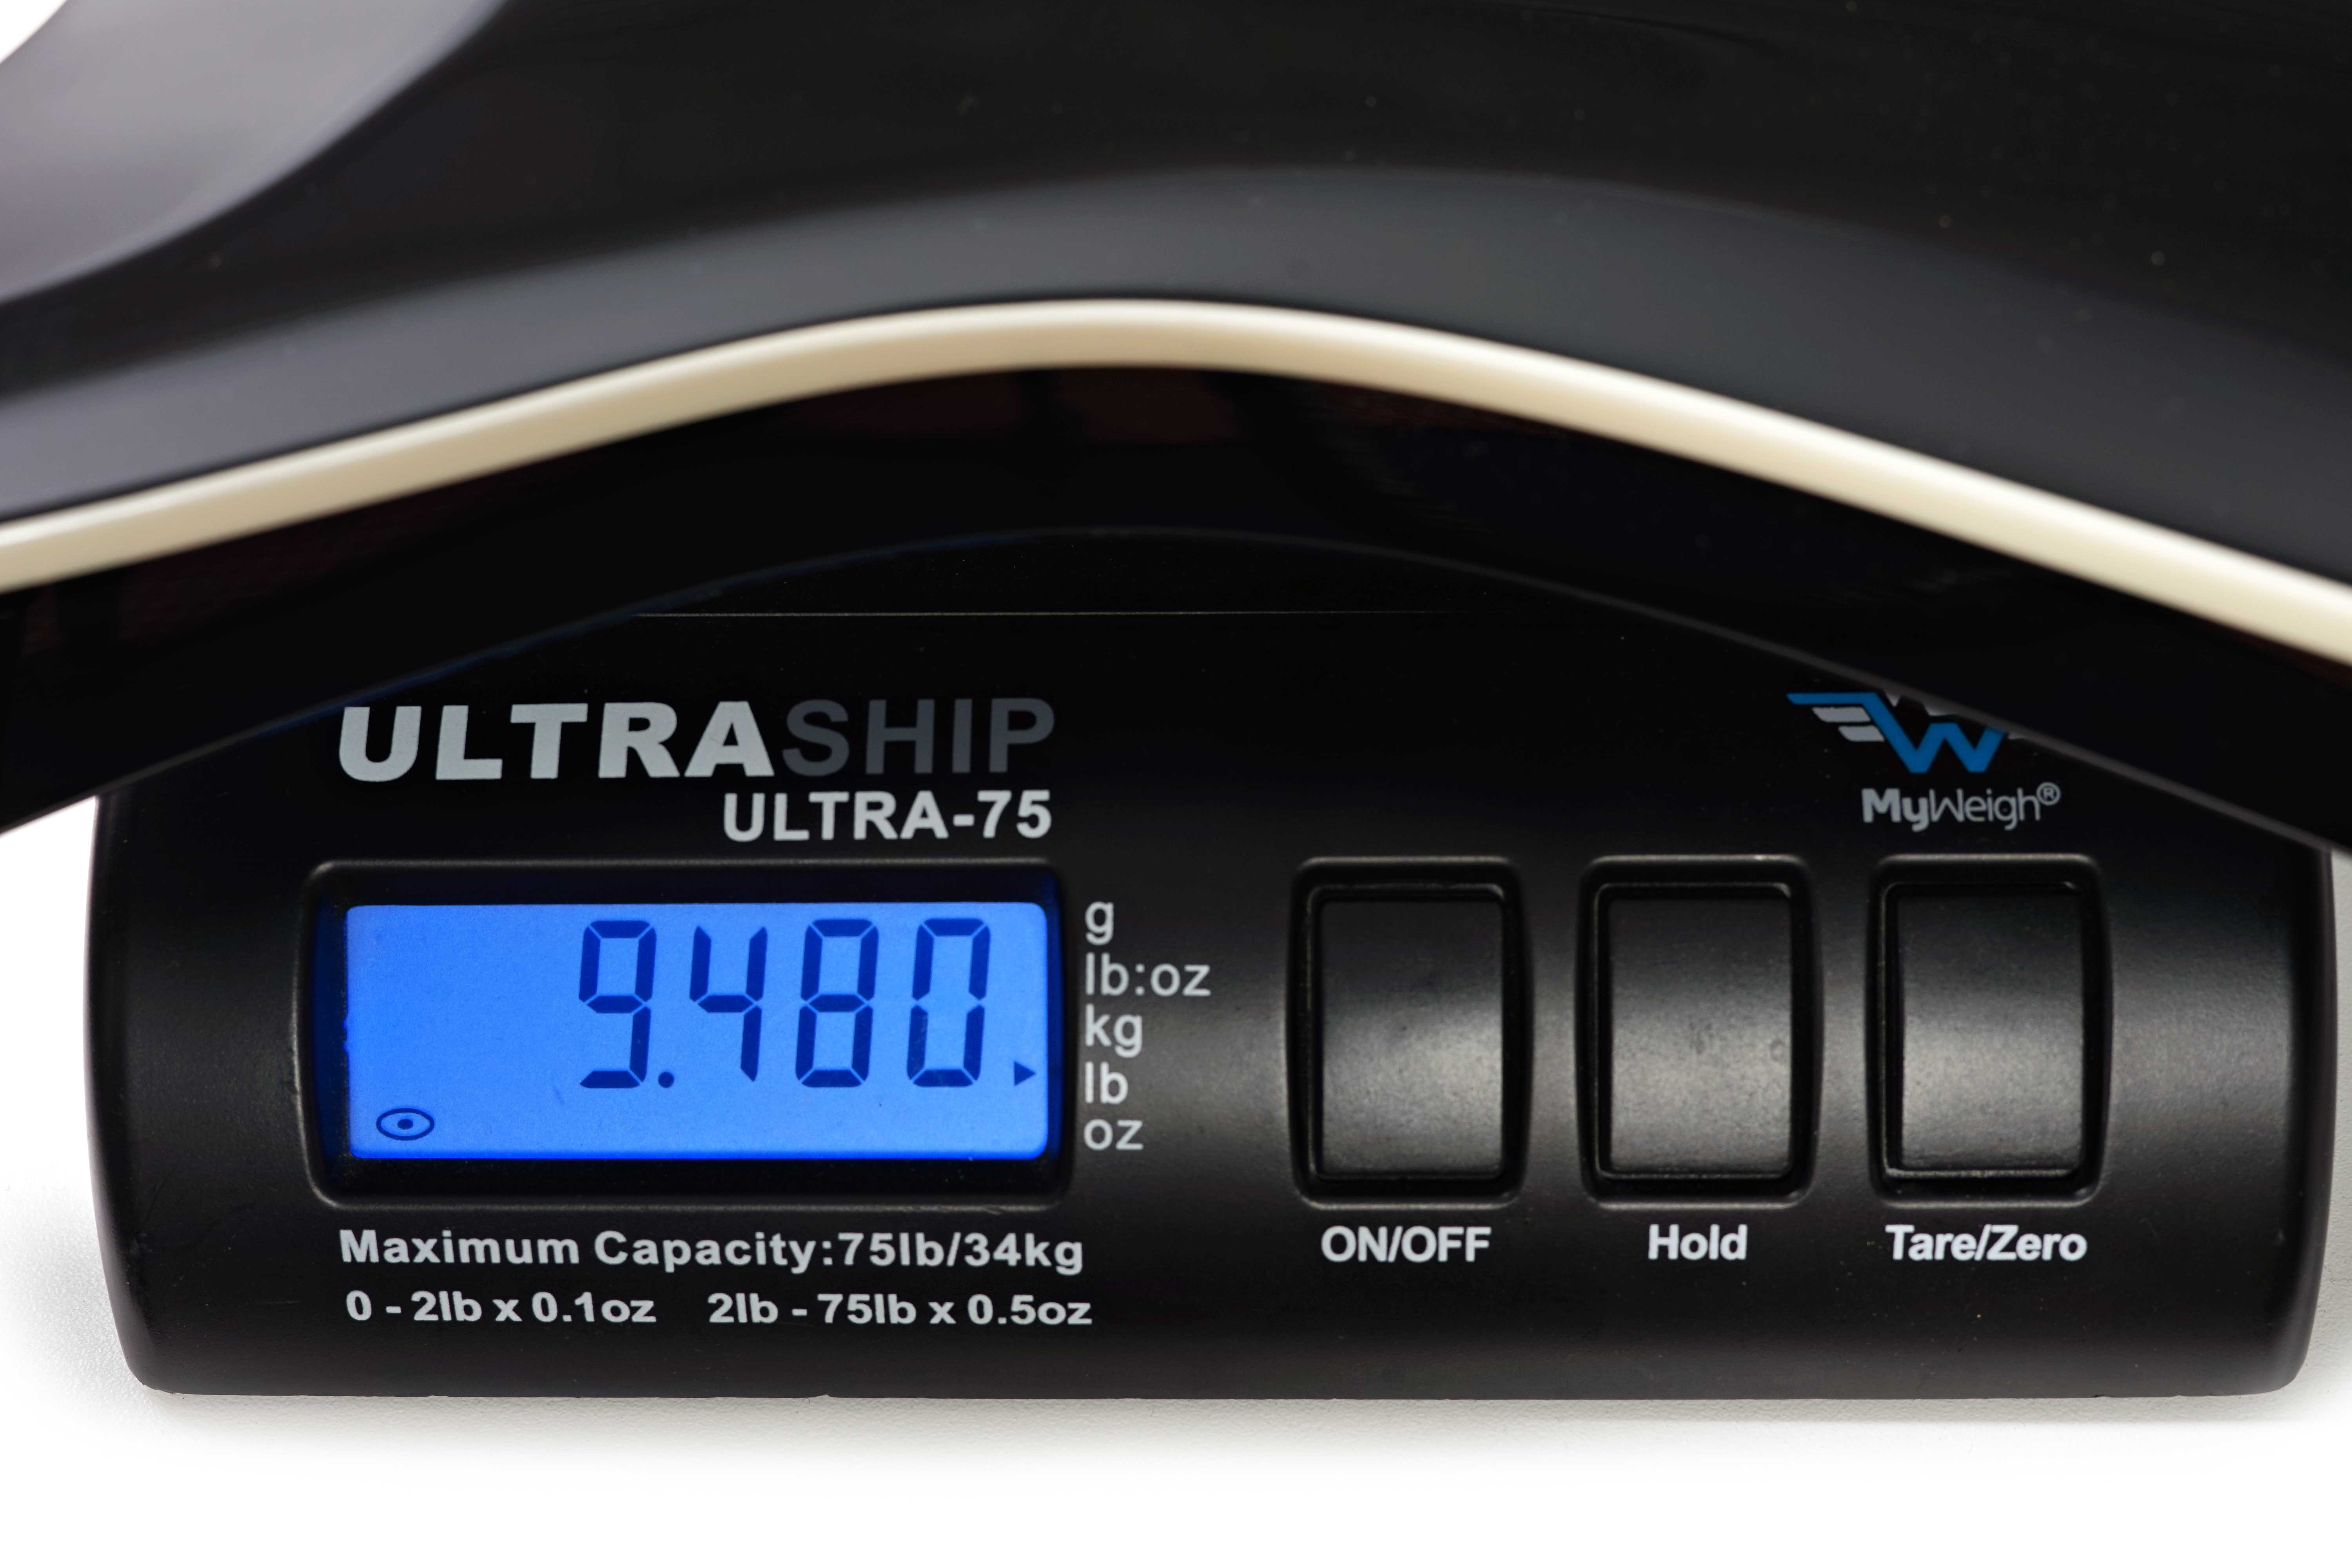 ULTRASHIP
ULTRA-75
MyWeigh®
9.480
g
lb:oz
kg
lb
oz
Maximum Capacity:75lb/34kg
0 - 2lb x 0.1oz 2lb - 75lb x 0.5oz
ON/OFF
Hold
Tare/Zero